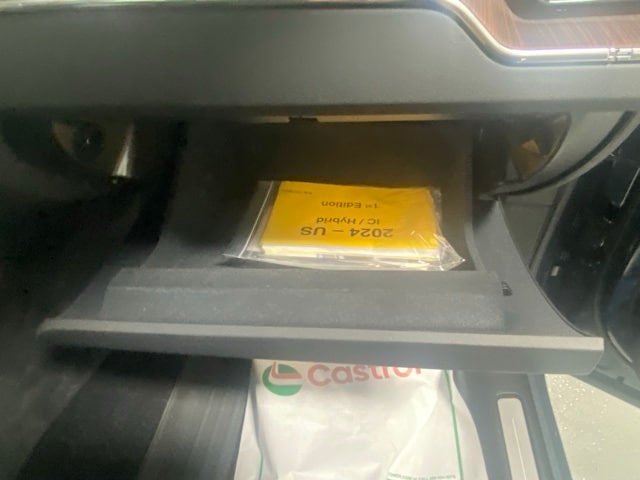 2024 – US
IC / Hybrid
1st Edition
Castrol